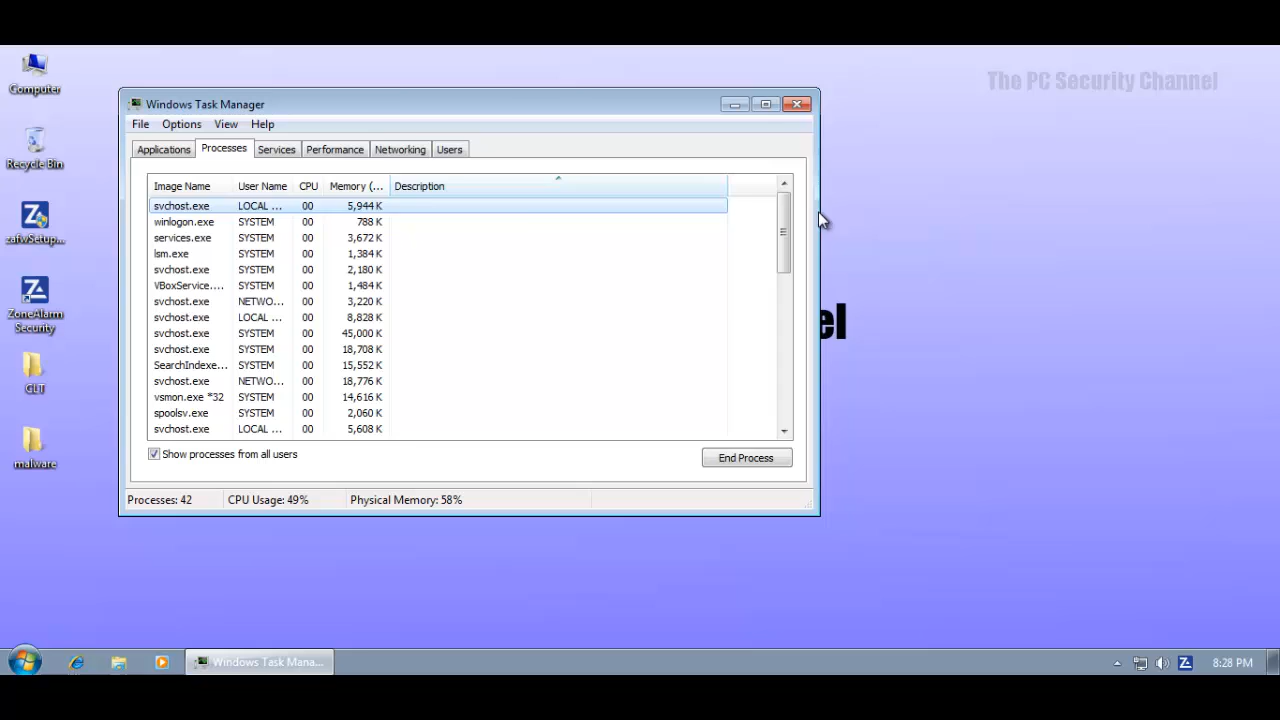 The PC Security Channel
Computer
Recycle Bin
zafwSetup...
ZoneAlarm
Security
CLT
malware
Windows Task Manager
File Options View Help
Applications Processes Services Performance Networking Users
Image Name User Name CPU Memory (... Description
svchost.exe LOCAL ... 00 5,944 K
winlogon.exe SYSTEM 00 788 K
services.exe SYSTEM 00 3,672 K
lsm.exe SYSTEM 00 1,384 K
svchost.exe SYSTEM 00 2,180 K
VBoxService.... SYSTEM 00 1,484 K
svchost.exe NETWO... 00 3,220 K
svchost.exe LOCAL ... 00 8,828 K
svchost.exe SYSTEM 00 45,000 K
svchost.exe SYSTEM 00 18,708 K
SearchIndexe... SYSTEM 00 15,552 K
svchost.exe NETWO... 00 18,776 K
vsmon.exe *32 SYSTEM 00 14,616 K
spoolsv.exe SYSTEM 00 2,060 K
svchost.exe LOCAL ... 00 5,608 K
Show processes from all users
End Process
Processes: 42 CPU Usage: 49% Physical Memory: 58%
el
Windows Task Mana... 8:28 PM